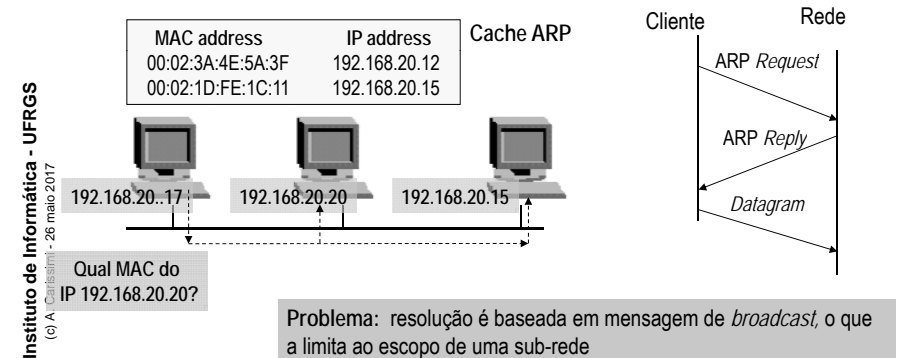 MAC address IP address
00:02:3A:4E:5A:3F 192.168.20.12
00:02:1D:FE:1C:11 192.168.20.15
Cache ARP
Cliente Rede
ARP Request
ARP Reply
Datagram
192.168.20..17 192.168.20.20 192.168.20.15
Qual MAC do
IP 192.168.20.20?
Problema: resolução é baseada em mensagem de broadcast, o que
a limita ao escopo de uma sub-rede
Instituto de Informática - UFRGS
(c) A. Carissimi - 26 maio 2017